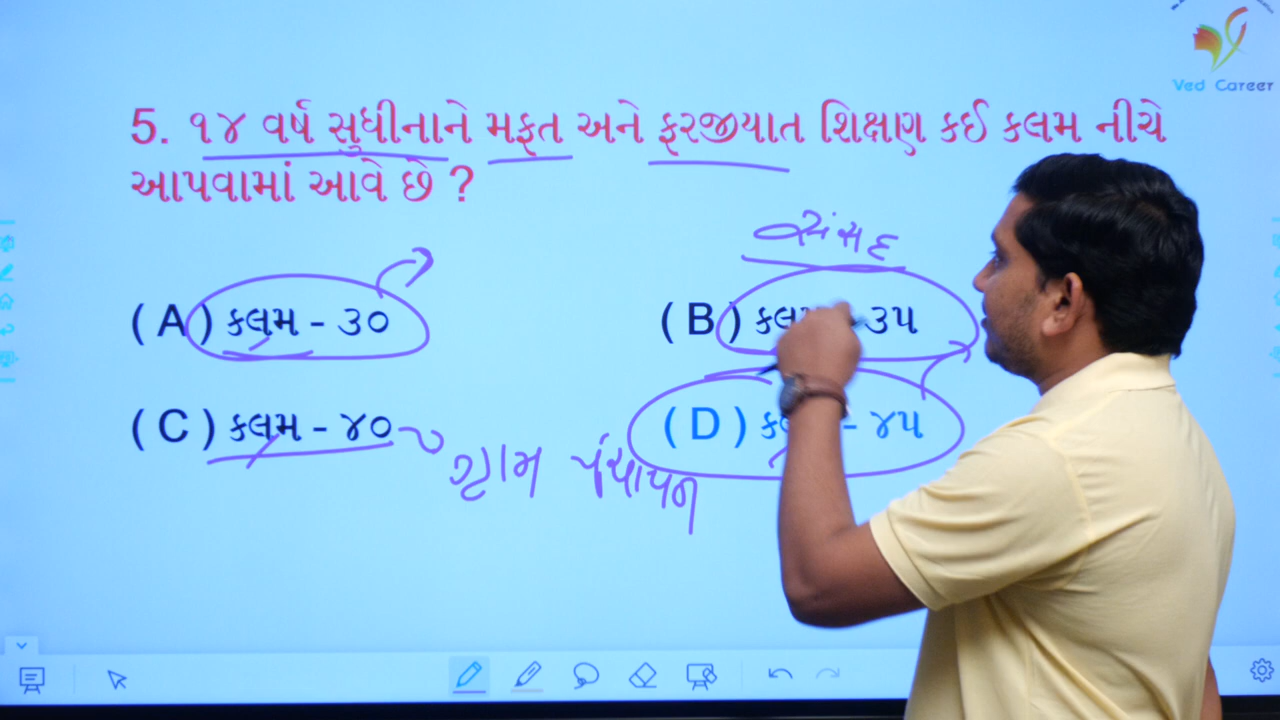 Ved Career
5. ૧૪ વર્ષ સુધીનાને મફત અને ફરજીયાત શિક્ષણ કઈ કલમ નીચે
આપવામાં આવે છે ?
સંસદ
( A ) કલમ - ૩૦
( B ) કલમ - ૩૫
( C ) કલમ - ૪૦
( D ) - ૪૫
ગ્રામ પંચાયત